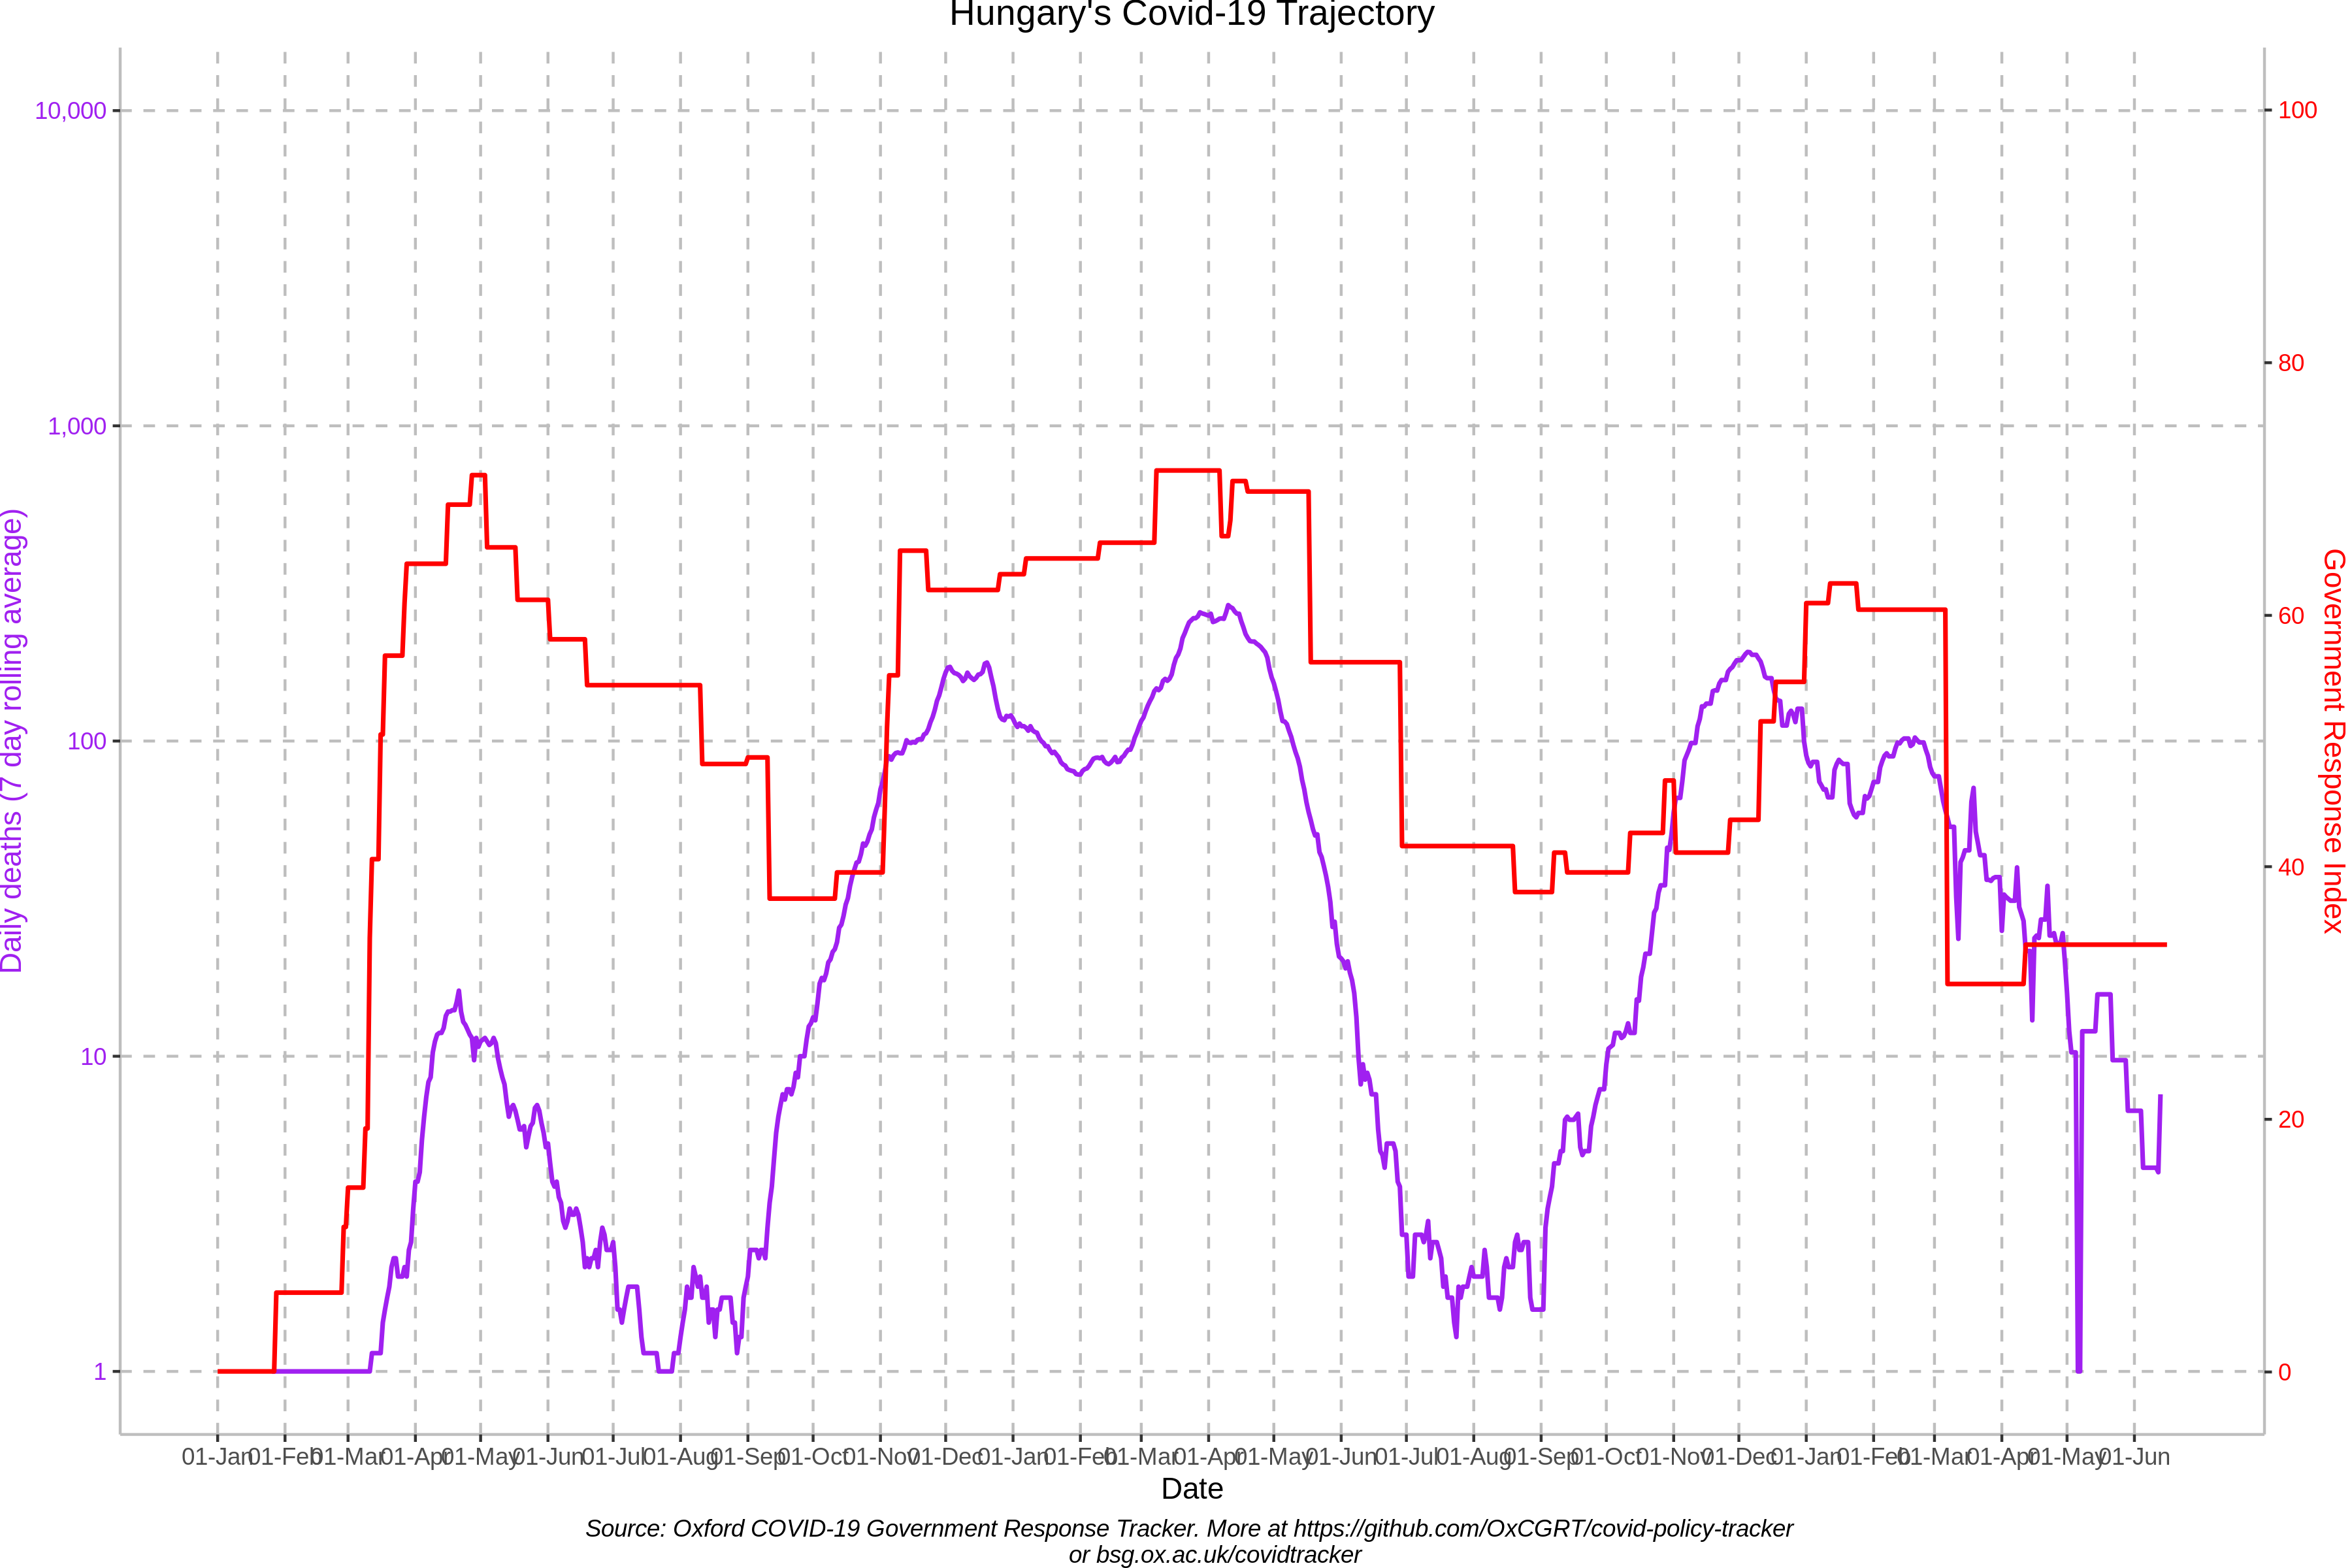 Hungary's Covid-19 Trajectory
10,000
1,000
100
10
1
Daily deaths (7 day rolling average)
100
80
60
40
20
0
Government Response Index
01-Jan 01-Feb 01-Mar 01-Apr 01-May 01-Jun 01-Jul 01-Aug 01-Sep 01-Oct 01-Nov 01-Dec 01-Jan 01-Feb 01-Mar 01-Apr 01-May 01-Jun 01-Jul 01-Aug 01-Sep 01-Oct 01-Nov 01-Dec 01-Jan 01-Feb 01-Mar 01-Apr 01-May 01-Jun
Date
Source: Oxford COVID-19 Government Response Tracker. More at https://github.com/OxCGRT/covid-policy-tracker
or bsg.ox.ac.uk/covidtracker